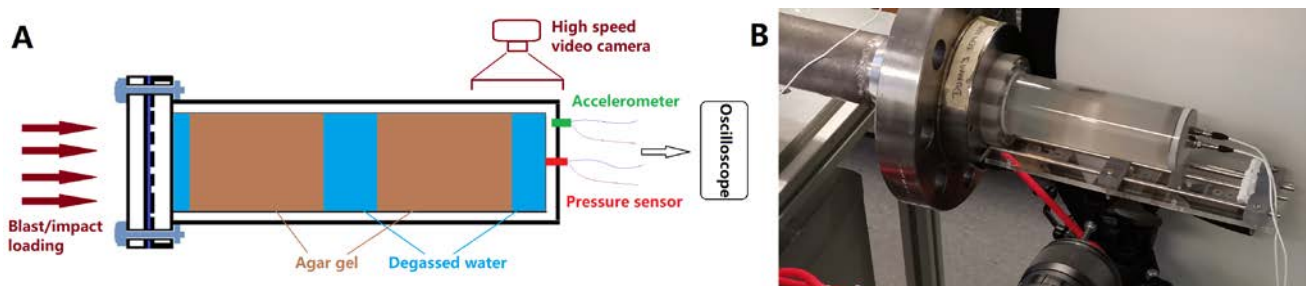 A
B
High speed
video camera
Accelerometer
Oscilloscope
Pressure sensor
Blast/impact
loading
Agar gel
Degassed water